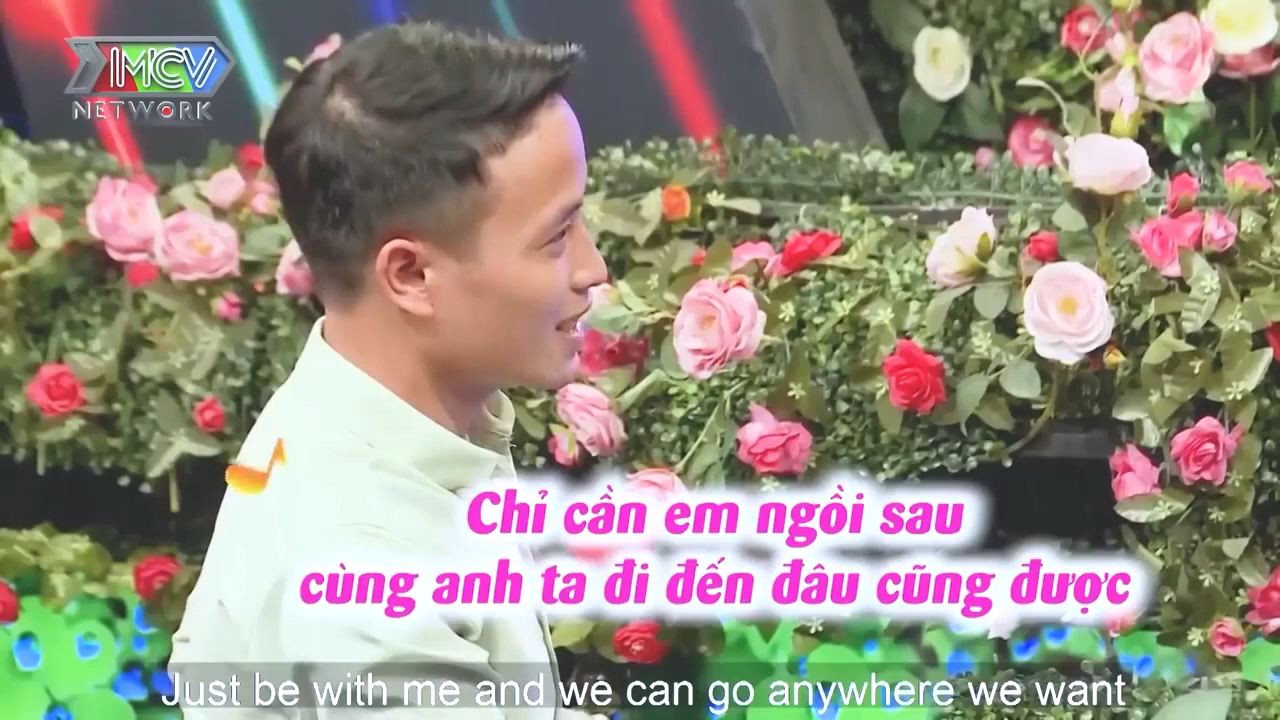 MCV
NETWORK
Chỉ cần em ngồi sau
cùng anh ta đi đến đâu cũng được
Just be with me and we can go anywhere we want